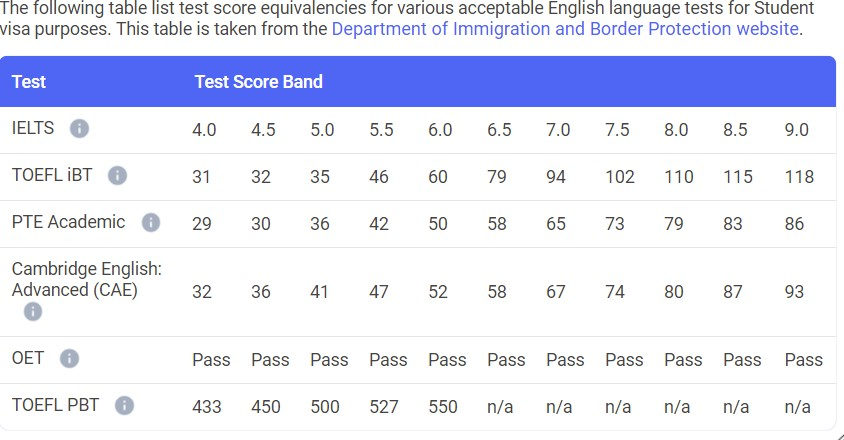 The following table list test score equivalencies for various acceptable English language tests for Student
visa purposes. This table is taken from the Department of Immigration and Border Protection website.
Test Test Score Band
IELTS 4.0 4.5 5.0 5.5 6.0 6.5 7.0 7.5 8.0 8.5 9.0
TOEFL iBT 31 32 35 46 60 79 94 102 110 115 118
PTE Academic 29 30 36 42 50 58 65 73 79 83 86
Cambridge English:
Advanced (CAE) 32 36 41 47 52 58 67 74 80 87 93
OET Pass Pass Pass Pass Pass Pass Pass Pass Pass Pass Pass
TOEFL PBT 433 450 500 527 550 n/a n/a n/a n/a n/a n/a